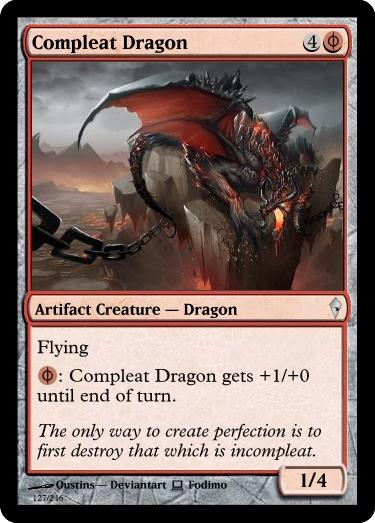 Compleat Dragon 4
Artifact Creature — Dragon
Flying
: Compleat Dragon gets +1/+0
until end of turn.
The only way to create perfection is to
first destroy that which is incompleat.
1/4
Oustins — Deviantart Fodimo
127/246